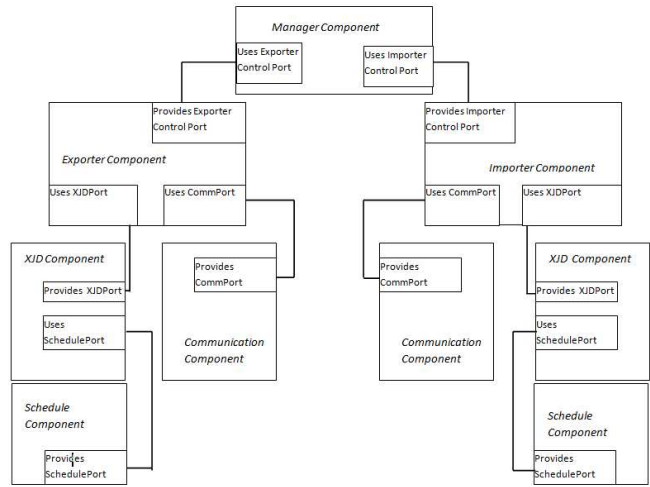 Manager Component
Uses Exporter
Control Port
Uses Importer
Control Port
Provides Exporter
Control Port
Exporter Component
Uses XJDPort
Uses CommPort
Provides Importer
Control Port
Importer Component
Uses CommPort
Uses XJDPort
XJD Component
Provides XJDPort
Uses
SchedulePort
Provides
CommPort
Communication
Component
Provides
CommPort
Communication
Component
XJD Component
Provides XJDPort
Uses
SchedulePort
Schedule
Component
Provides
SchedulePort
Schedule
Component
Provides
SchedulePort